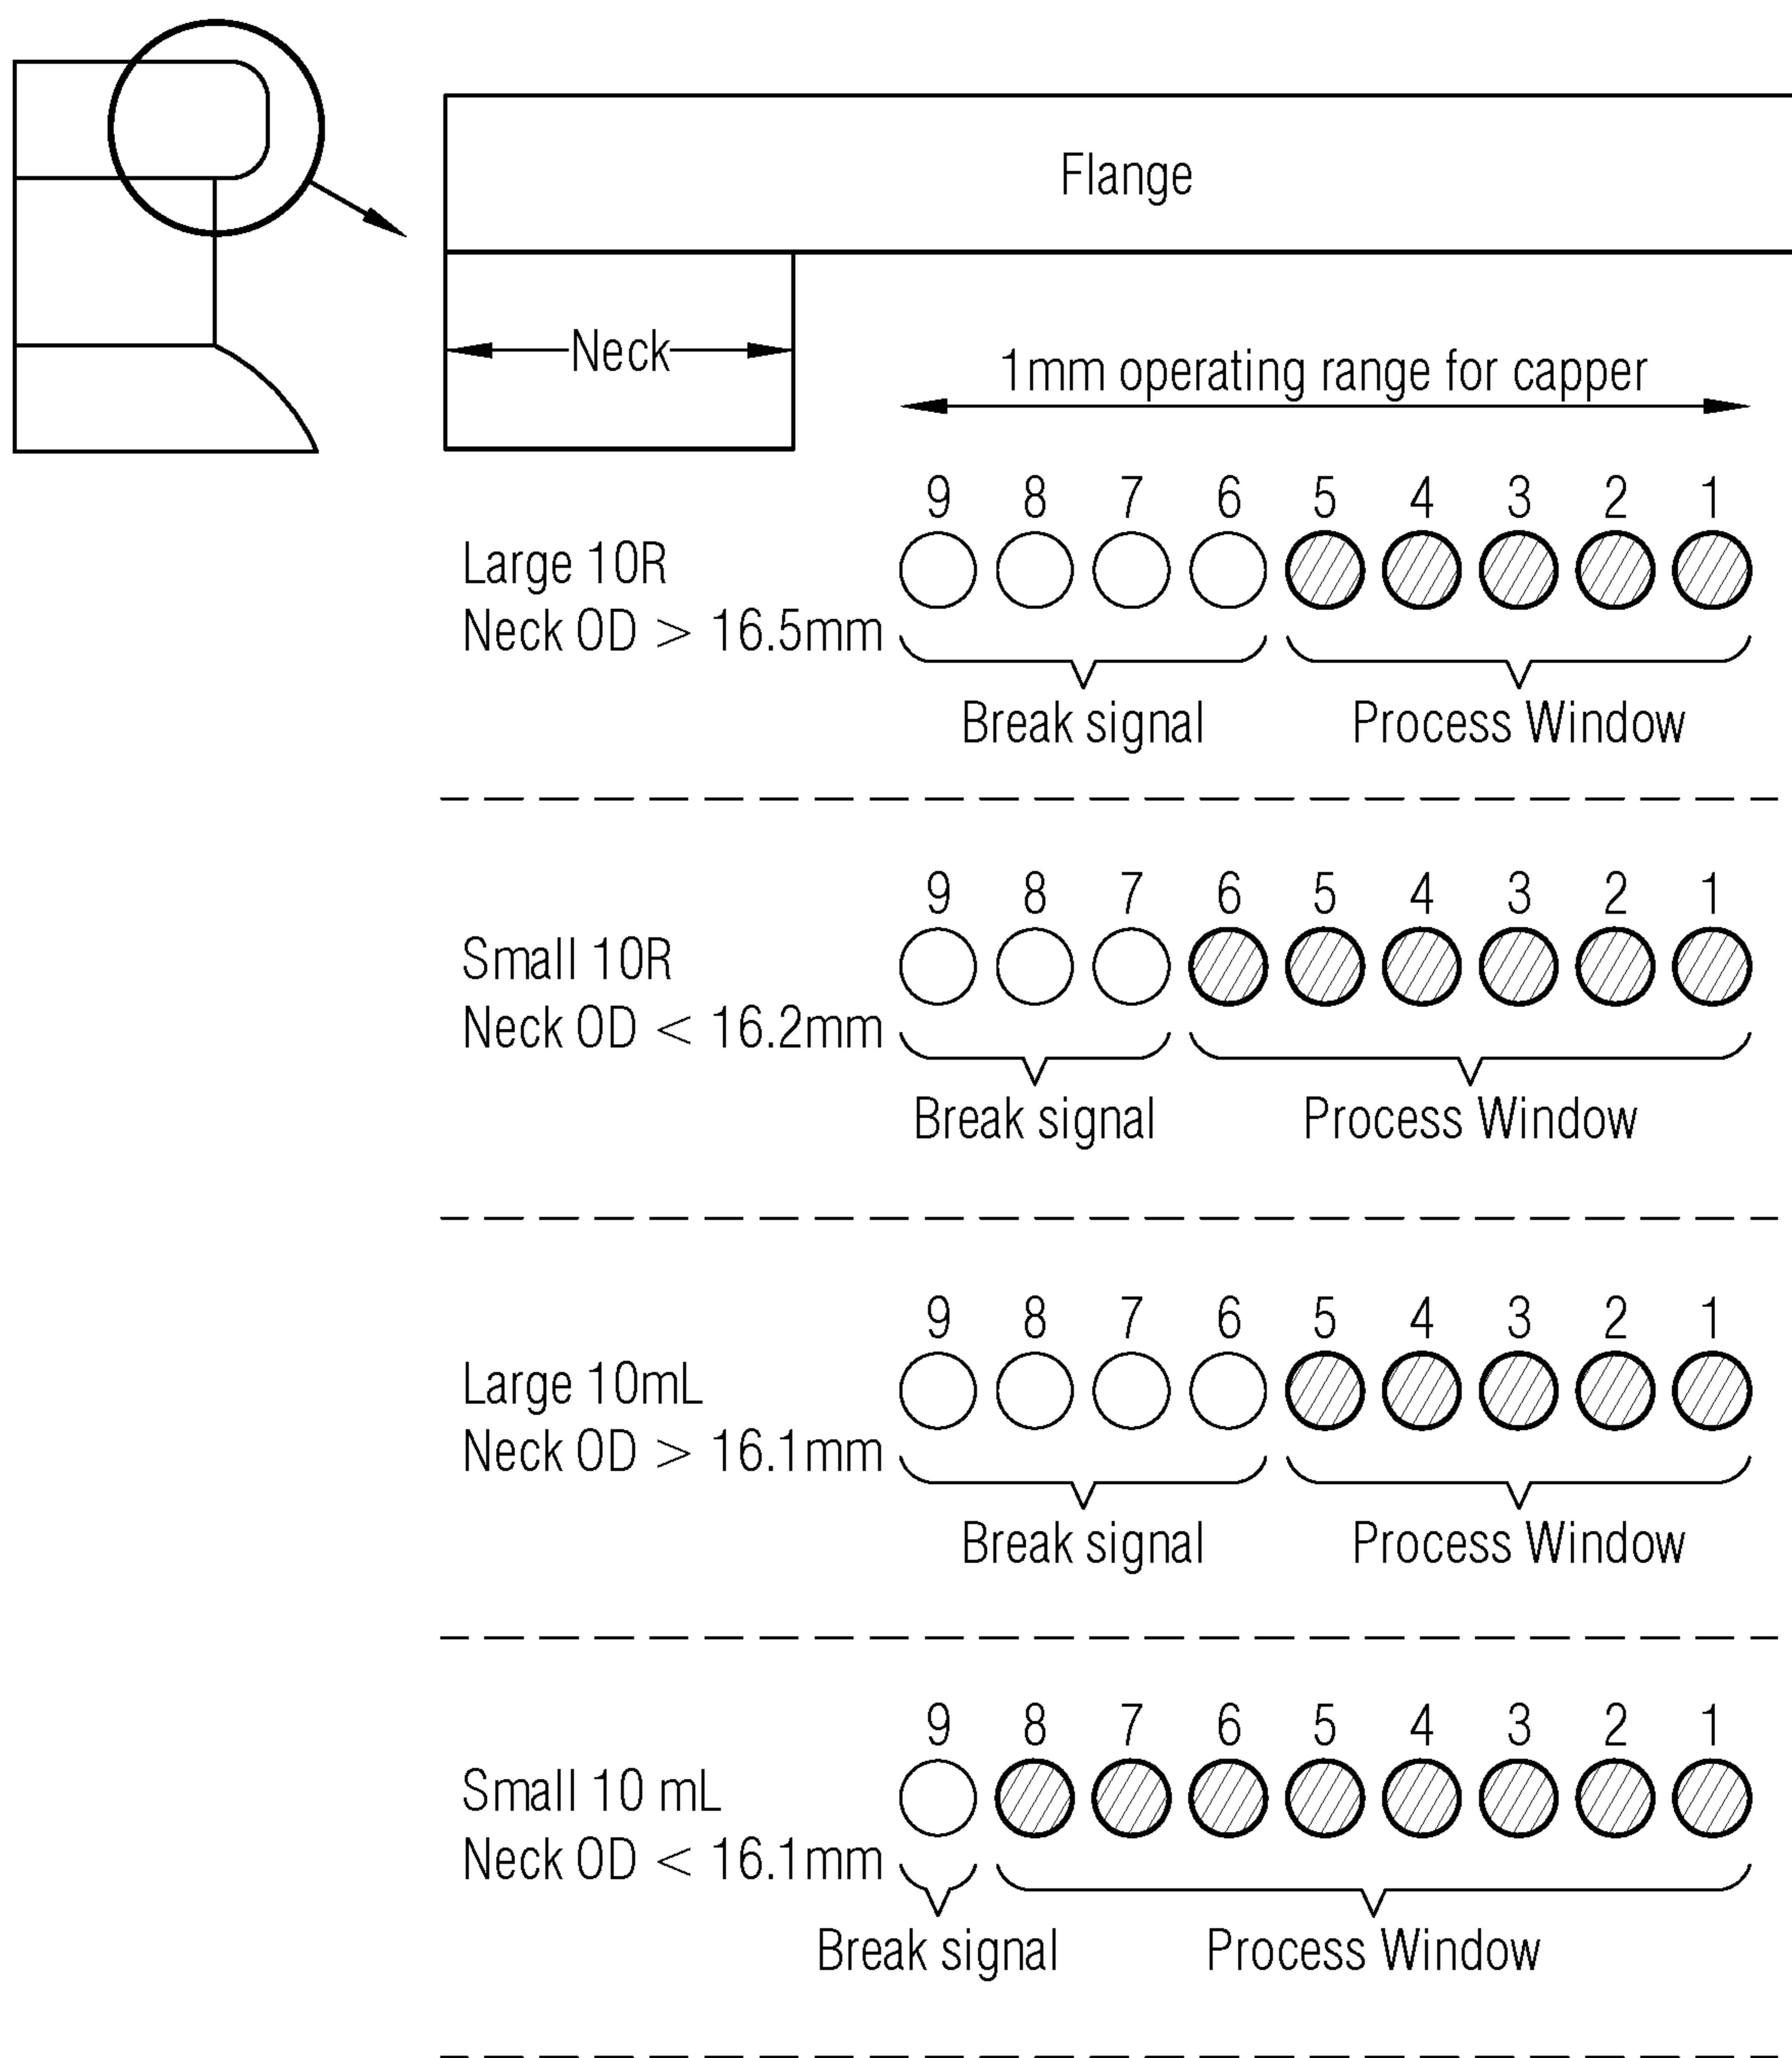 Flange
Neck
1mm operating range for capper
9 8 7 6 5 4 3 2 1
Large 10R
Neck OD > 16.5mm
Break signal Process Window
9 8 7 6 5 4 3 2 1
Small 10R
Neck OD < 16.2mm
Break signal Process Window
9 8 7 6 5 4 3 2 1
Large 10mL
Neck OD > 16.1mm
Break signal Process Window
9 8 7 6 5 4 3 2 1
Small 10 mL
Neck OD < 16.1mm
Break signal Process Window